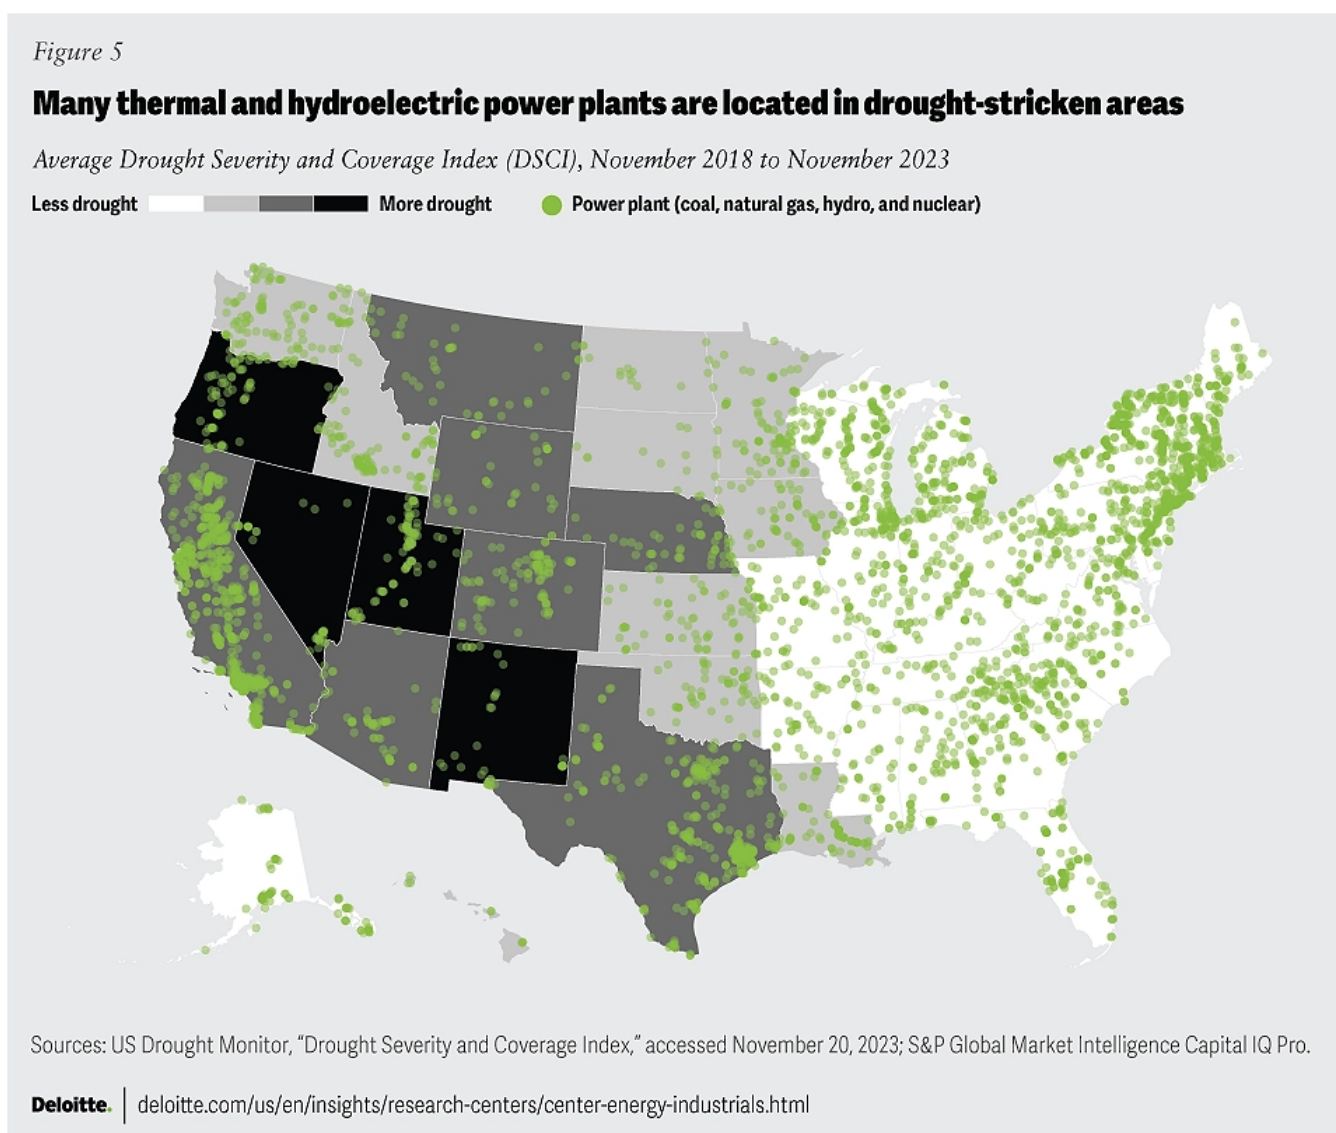 Figure 5
Many thermal and hydroelectric power plants are located in drought-stricken areas
Average Drought Severity and Coverage Index (DSCI), November 2018 to November 2023
Less drought More drought Power plant (coal, natural gas, hydro, and nuclear)
Sources: US Drought Monitor, “Drought Severity and Coverage Index,” accessed November 20, 2023; S&P Global Market Intelligence Capital IQ Pro.
Deloitte. deloitte.com/us/en/insights/research-centers/center-energy-industrials.html